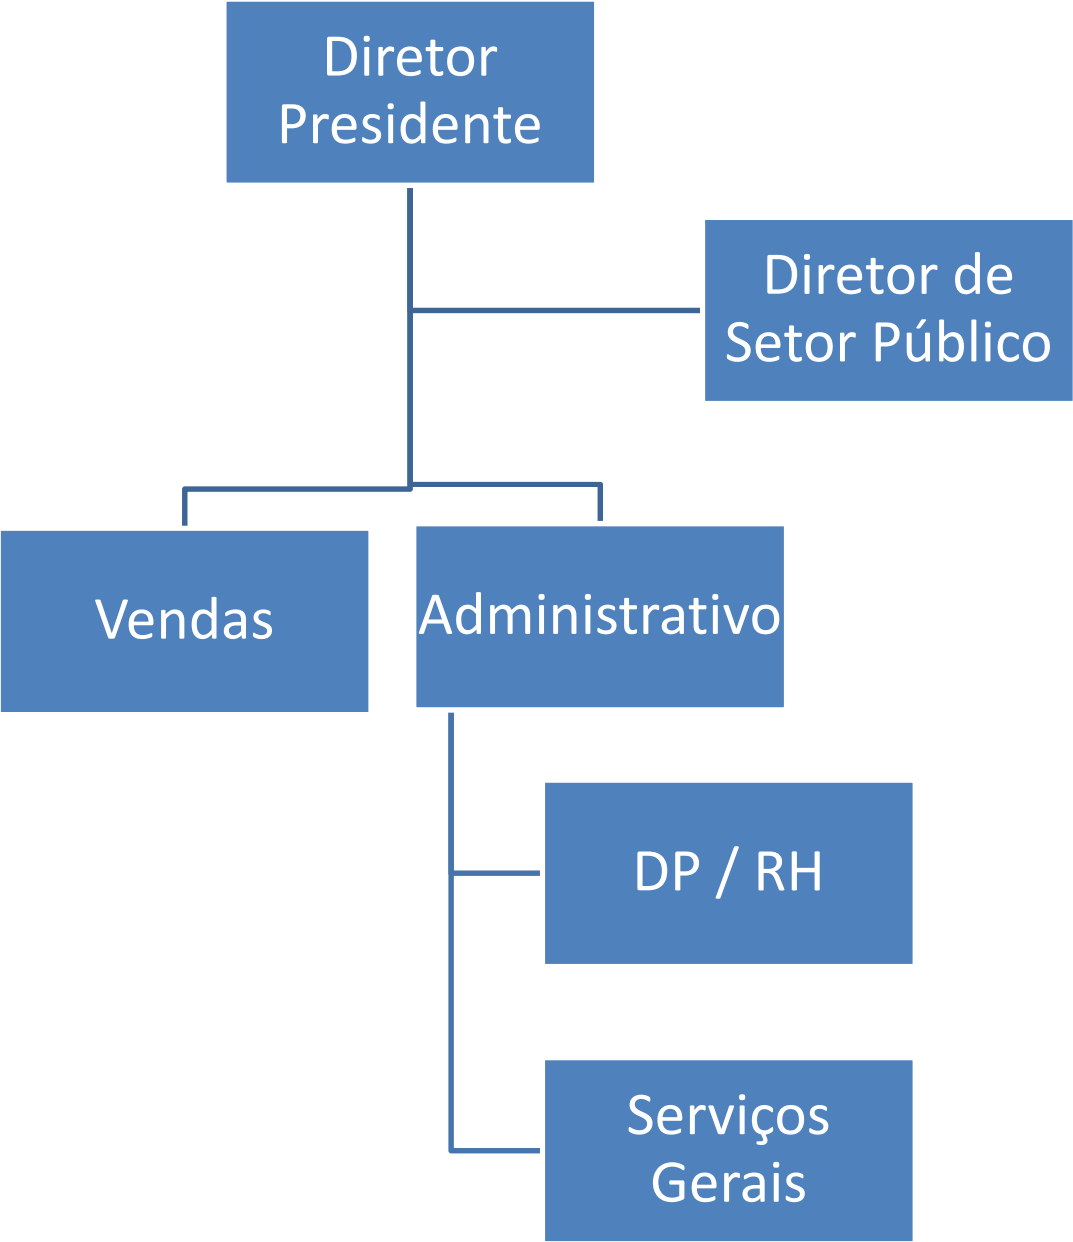 Diretor
Presidente
Diretor de
Setor Público
Vendas
Administrativo
DP / RH
Serviços
Gerais